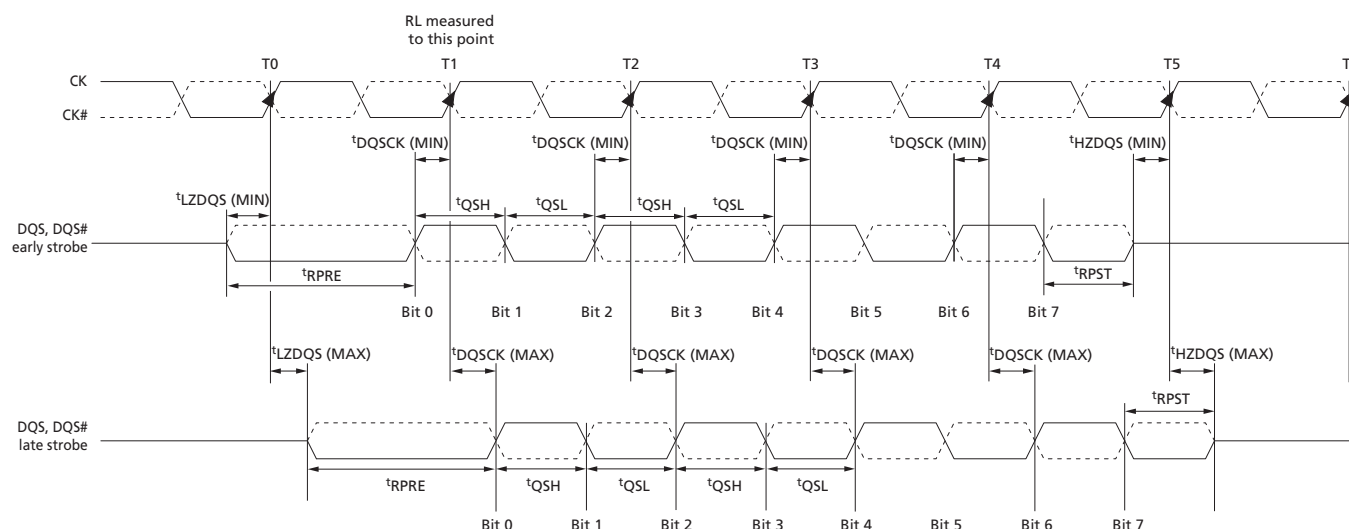 RL measured
to this point
T0 T1 T2 T3 T4 T5 T
CK
CK#
tDQSCK (MIN) tDQSCK (MIN) tDQSCK (MIN) tDQSCK (MIN) tHZDQS (MIN)
tLZDQS (MIN)
tQSH tQSL tQSH tQSL
DQS, DQS#
early strobe
tRPRE
tRPST
Bit 0 Bit 1 Bit 2 Bit 3 Bit 4 Bit 5 Bit 6 Bit 7
tLZDQS (MAX) tDQSCK (MAX) tDQSCK (MAX) tDQSCK (MAX) tDQSCK (MAX) tHZDQS (MAX)
tRPST
DQS, DQS#
late strobe
tRPRE tQSH tQSL tQSH tQSL
Bit 0 Bit 1 Bit 2 Bit 3 Bit 4 Bit 5 Bit 6 Bit 7